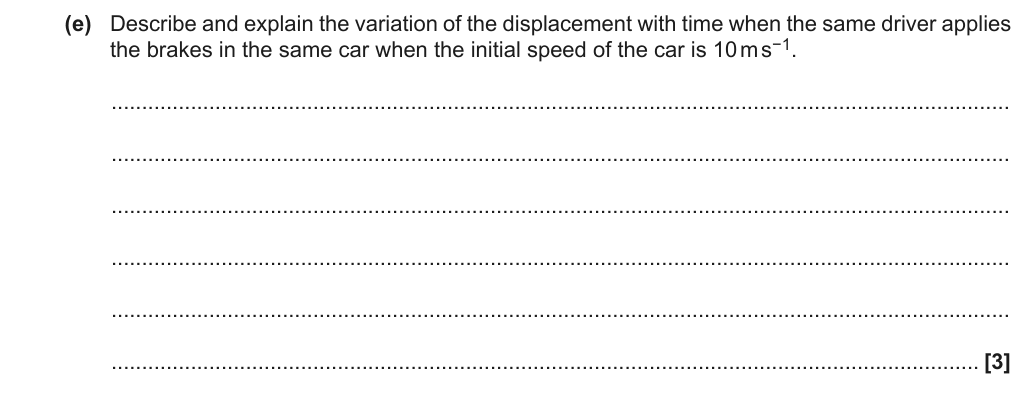 (e) Describe and explain the variation of the displacement with time when the same driver applies
the brakes in the same car when the initial speed of the car is 10 m s⁻¹.
[3]